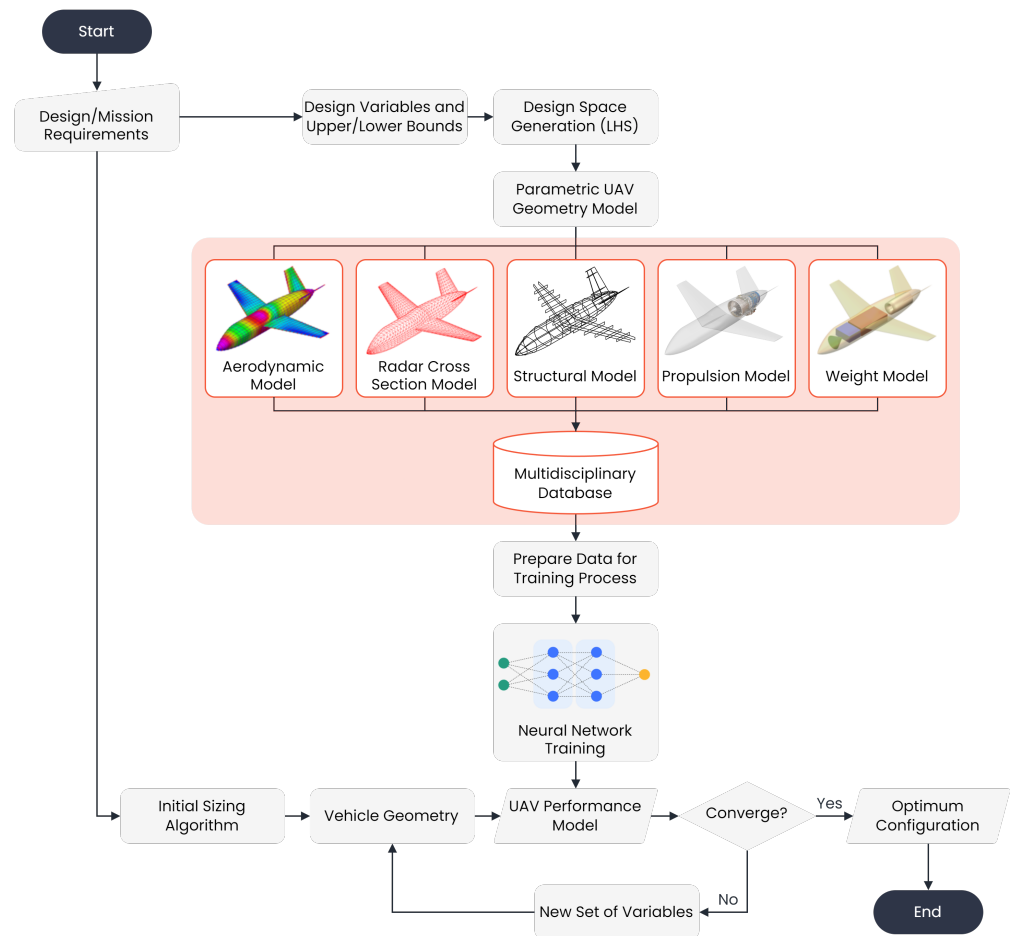 Start
Design/Mission
Requirements
Design Variables and
Upper/Lower Bounds
Design Space
Generation (LHS)
Parametric UAV
Geometry Model
Aerodynamic
Model
Radar Cross
Section Model
Structural Model
Propulsion Model
Weight Model
Multidisciplinary
Database
Prepare Data for
Training Process
Neural Network
Training
Initial Sizing
Algorithm
Vehicle Geometry
UAV Performance
Model
Converge?
Yes
Optimum
Configuration
No
New Set of Variables
End